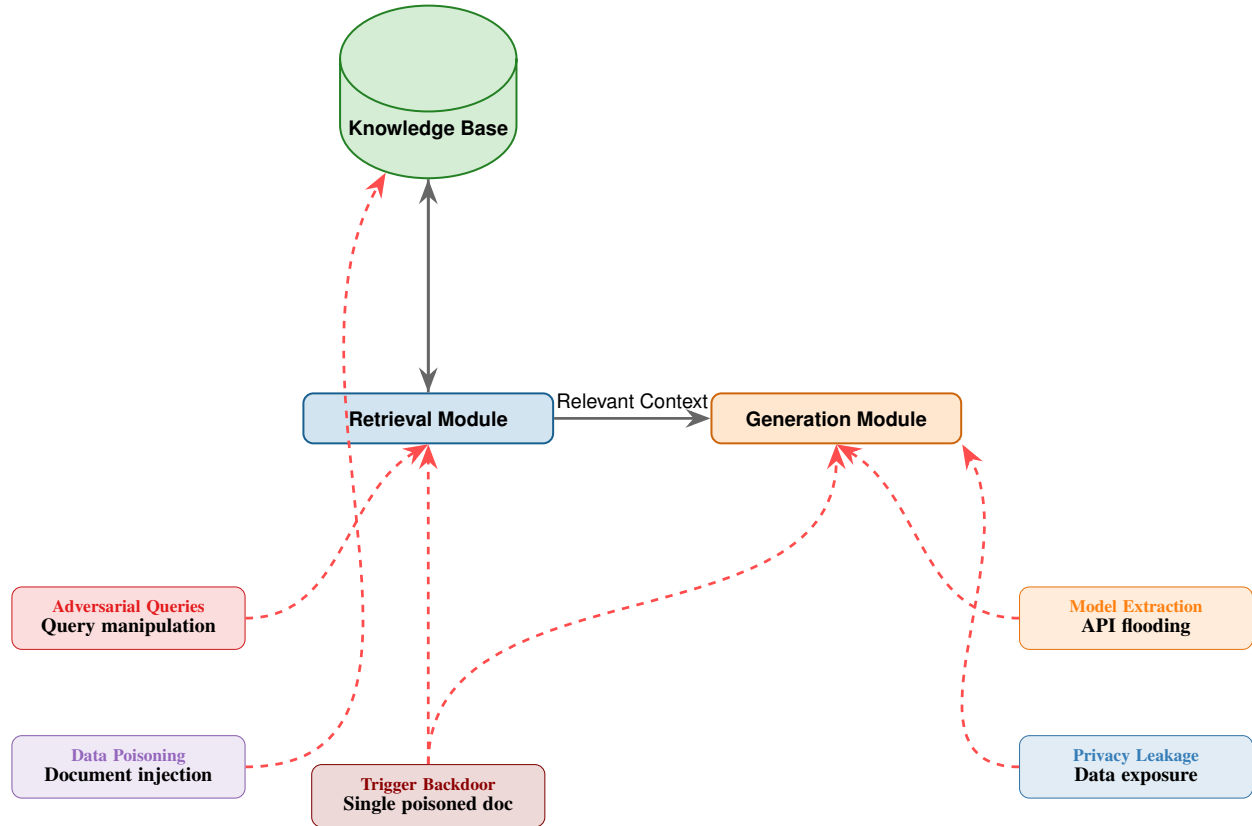 Knowledge Base
Retrieval Module
Relevant Context
Generation Module
Adversarial Queries
Query manipulation
Model Extraction
API flooding
Data Poisoning
Document injection
Trigger Backdoor
Single poisoned doc
Privacy Leakage
Data exposure